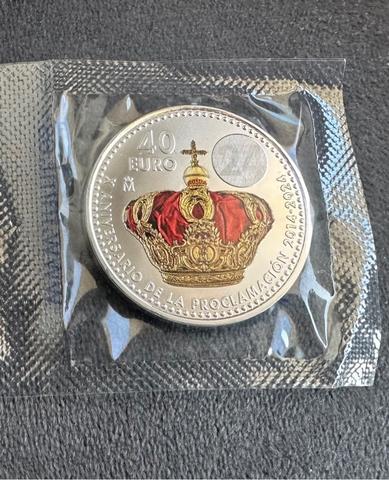 40
EURO
M
X ANIVERSARIO DE LA PROCLAMACIÓN 2014-2024